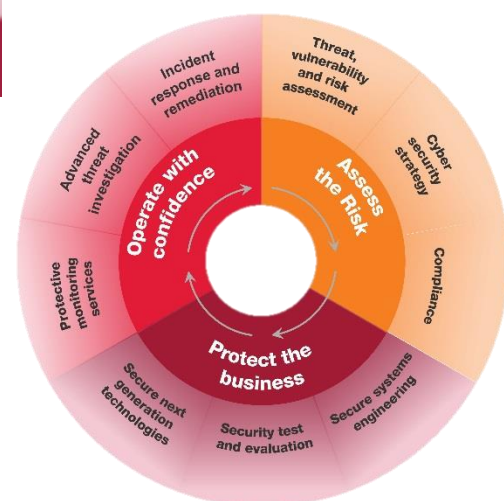 Threat,
vulnerability
and risk
assessment
Cyber
security
strategy
Compliance
Assess
the Risk
Secure systems
engineering
Security test
and evaluation
Secure next
generation
technologies
Protect the
business
Protective
monitoring
services
Advanced
threat
investigation
Incident
response and
remediation
Operate with
confidence